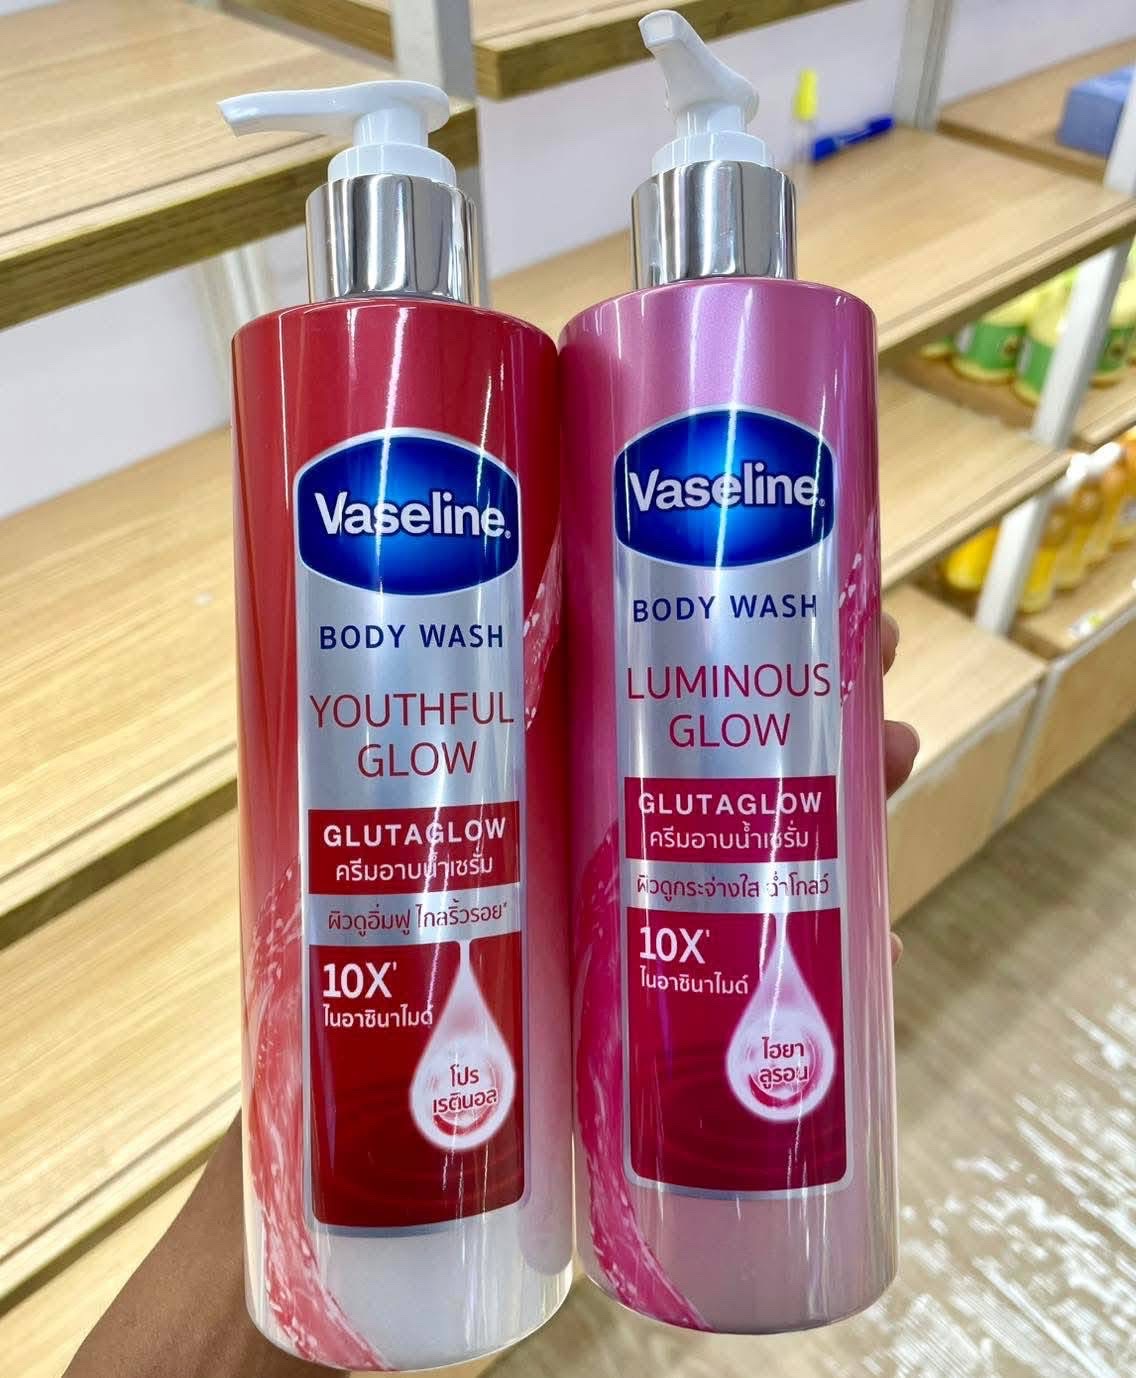 Vaseline®
BODY WASH
YOUTHFUL
GLOW
GLUTAGLOW
ครีมอาบน้ำเซรั่ม
ผิวดูอิ่มฟู ไกลริ้วรอย*
10X'
ไนอาซินาไมด์
โปร
เรตินอล
Vaseline®
BODY WASH
LUMINOUS
GLOW
GLUTAGLOW
ครีมอาบน้ำเซรั่ม
ผิวดูกระจ่างใส ฉ่ำโกลว์
10X'
ไนอาซินาไมด์
ไฮยา
ลูรอน